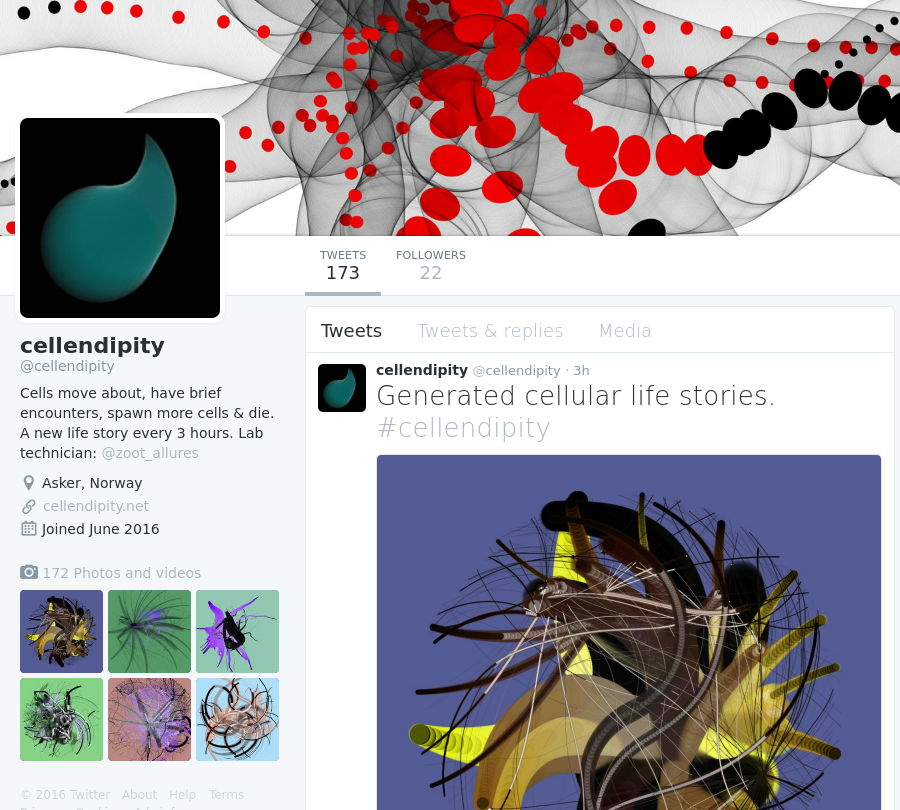 TWEETS FOLLOWERS
173 22
cellendipity
@cellendipity
Cells move about, have brief
encounters, spawn more cells & die.
A new life story every 3 hours. Lab
technician: @zoot_allures
Asker, Norway
cellendipity.net
Joined June 2016
172 Photos and videos
© 2016 Twitter About Help Terms
Tweets Tweets & replies Media
cellendipity @cellendipity · 3h
Generated cellular life stories.
#cellendipity